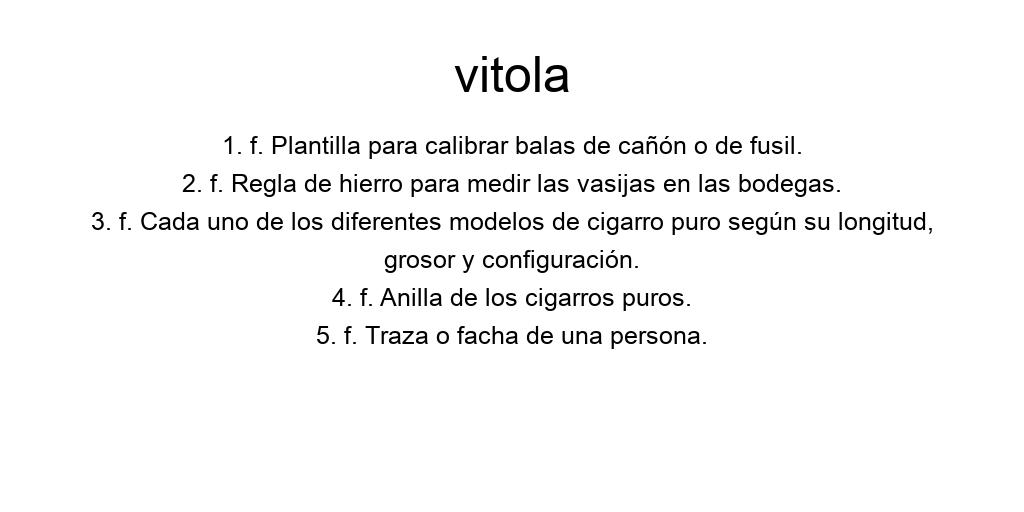 vitola
1. f. Plantilla para calibrar balas de cañón o de fusil.
2. f. Regla de hierro para medir las vasijas en las bodegas.
3. f. Cada uno de los diferentes modelos de cigarro puro según su longitud,
grosor y configuración.
4. f. Anilla de los cigarros puros.
5. f. Traza o facha de una persona.